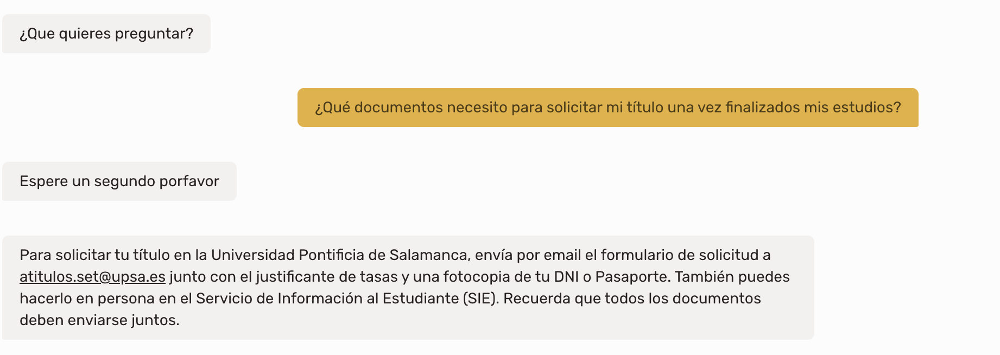 ¿Que quieres preguntar?
¿Qué documentos necesito para solicitar mi título una vez finalizados mis estudios?
Espere un segundo porfavor
Para solicitar tu título en la Universidad Pontificia de Salamanca, envía por email el formulario de solicitud a
atitulos.set@upsa.es junto con el justificante de tasas y una fotocopia de tu DNI o Pasaporte. También puedes
hacerlo en persona en el Servicio de Información al Estudiante (SIE). Recuerda que todos los documentos
deben enviarse juntos.